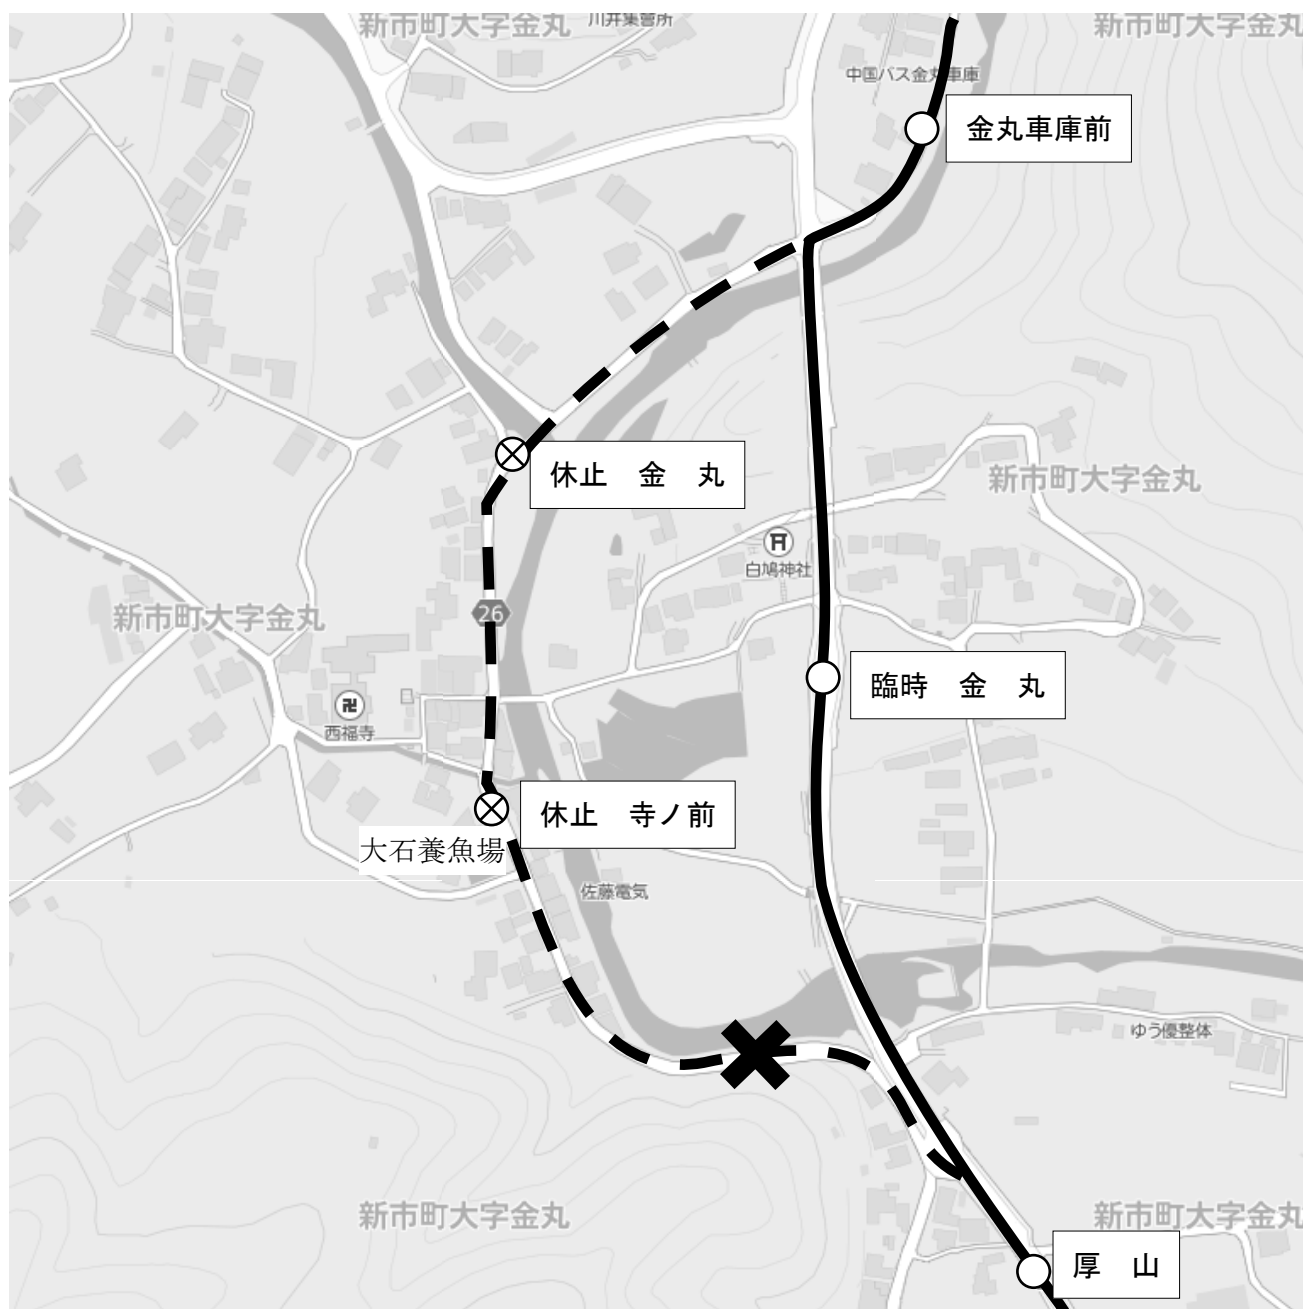 新市町大字金丸
川井集会所
新市町大字金丸
中国バス金丸車庫
金丸車庫前
休止　金　丸
新市町大字金丸
白鳩神社
26
新市町大字金丸
臨時　金　丸
卍
西福寺
休止　寺ノ前
大石養魚場
佐藤電気
ゆう優整体
新市町大字金丸
新市町大字金丸
厚　山